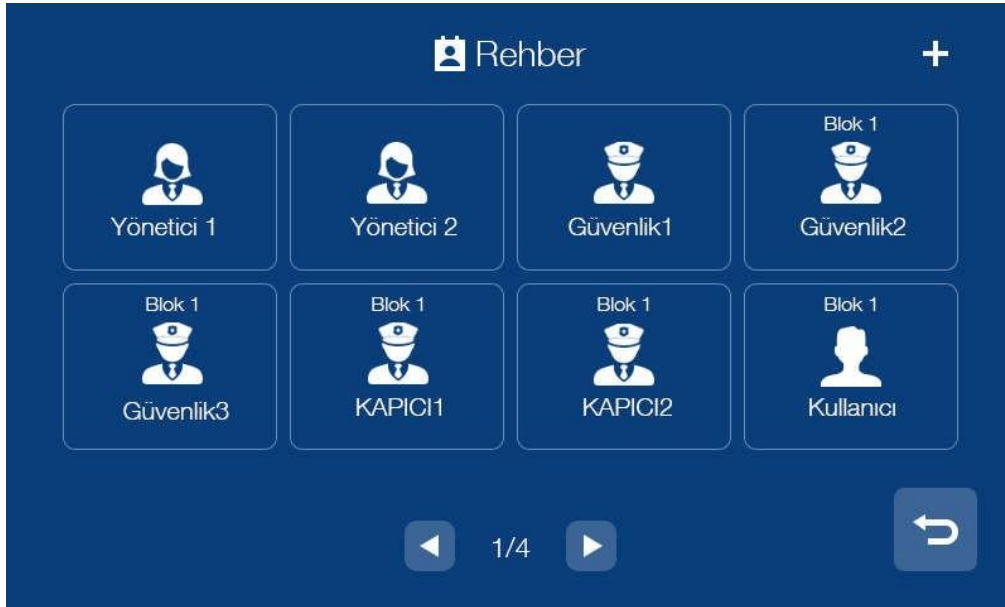 Rehber
Yönetici 1
Yönetici 2
Güvenlik1
Blok 1
Güvenlik2
Blok 1
Güvenlik3
Blok 1
KAPICI1
Blok 1
KAPICI2
Blok 1
Kullanıcı
1/4